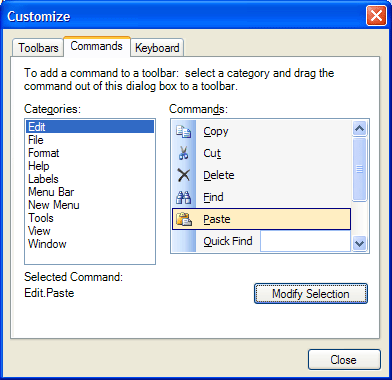 Customize
Toolbars Commands Keyboard
To add a command to a toolbar: select a category and drag the
command out of this dialog box to a toolbar.
Categories:
Edit
File
Format
Help
Labels
Menu Bar
New Menu
Tools
View
Window
Commands:
Copy
Cut
Delete
Find
Paste
Quick Find
Selected Command:
Edit.Paste
Modify Selection
Close